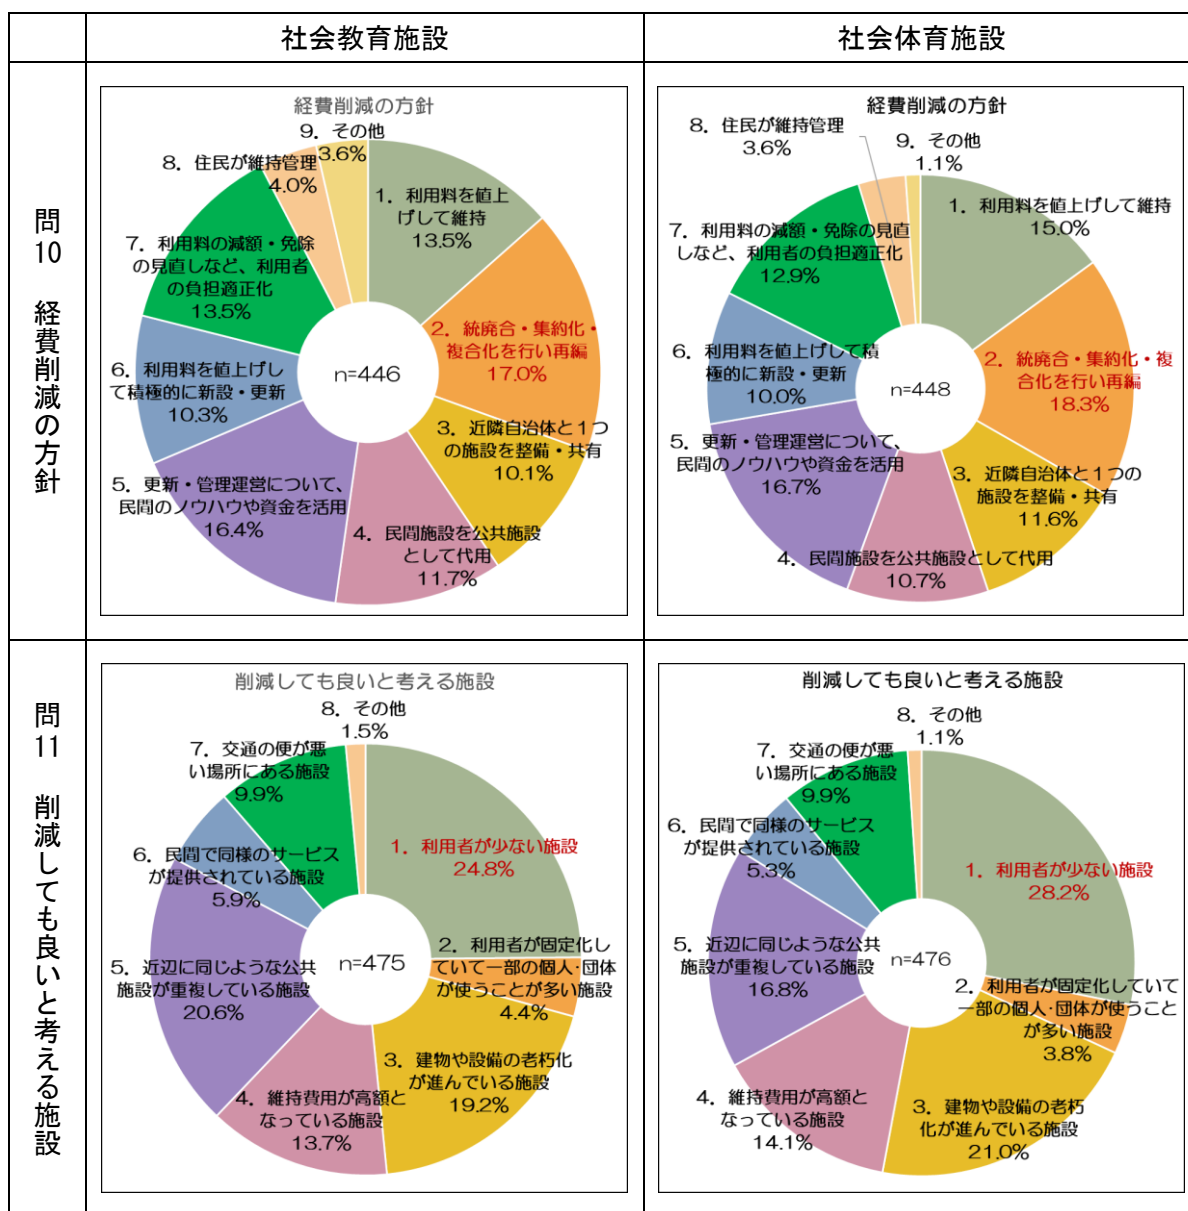 社会教育施設
社会体育施設
問10 経費削減の方針
経費削減の方針
1．利用料を値上
げして維持
13.5%
2．統廃合・集約化・
複合化を行い再編
17.0%
3．近隣自治体と１つ
の施設を整備・共有
10.1%
4．民間施設を公共施設
として代用
11.7%
5．更新・管理運営について、
民間のノウハウや資金を活用
16.4%
6．利用料を値上げし
て積極的に新設・更新
10.3%
7．利用料の減額・免除
の見直しなど、利用者
の負担適正化
13.5%
8．住民が維持管理
4.0%
9．その他
3.6%
n=446
経費削減の方針
1．利用料を値上げして維持
15.0%
2．統廃合・集約化・複
合化を行い再編
18.3%
3．近隣自治体と１つの
施設を整備・共有
11.6%
4．民間施設を公共施設として代用
10.7%
5．更新・管理運営について、
民間のノウハウや資金を活用
16.7%
6．利用料を値上げして積
極的に新設・更新
10.0%
7．利用料の減額・免除の見直
しなど、利用者の負担適正化
12.9%
8．住民が維持管理
3.6%
9．その他
1.1%
n=448
問11 削減しても良いと考える施設
削減しても良いと考える施設
1．利用者が少ない施設
24.8%
2．利用者が固定化し
ていて一部の個人・団体
が使うことが多い施設
4.4%
3．建物や設備の老朽化
が進んでいる施設
19.2%
4．維持費用が高額と
なっている施設
13.7%
5．近辺に同じような公共
施設が重複している施設
20.6%
6．民間で同様のサービス
が提供されている施設
5.9%
7．交通の便が悪
い場所にある施設
9.9%
8．その他
1.5%
n=475
削減しても良いと考える施設
1．利用者が少ない施設
28.2%
2．利用者が固定化していて
一部の個人・団体が使うこと
が多い施設
3.8%
3．建物や設備の老朽
化が進んでいる施設
21.0%
4．維持費用が高額と
なっている施設
14.1%
5．近辺に同じような公共
施設が重複している施設
16.8%
6．民間で同様のサービス
が提供されている施設
5.3%
7．交通の便が悪
い場所にある施設
9.9%
8．その他
1.1%
n=476